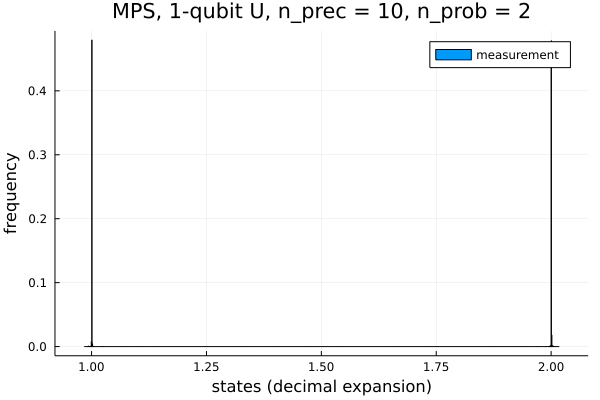 MPS, 1-qubit U, n_prec = 10, n_prob = 2
measurement
frequency
0.4
0.3
0.2
0.1
0.0
1.00 1.25 1.50 1.75 2.00
states (decimal expansion)